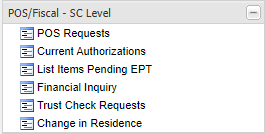 POS/Fiscal - SC Level
POS Requests
Current Authorizations
List Items Pending EPT
Financial Inquiry
Trust Check Requests
Change in Residence